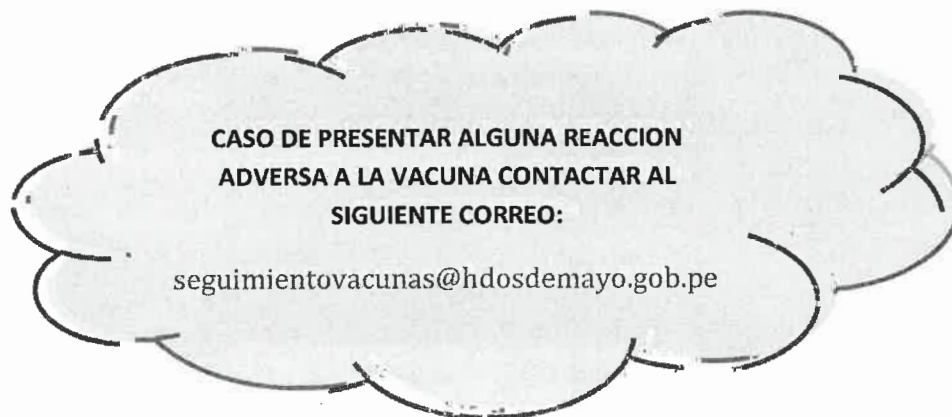 CASO DE PRESENTAR ALGUNA REACCION
ADVERSA A LA VACUNA CONTACTAR AL
SIGUIENTE CORREO:
seguimientovacunas@hdosdemayo.gob.pe